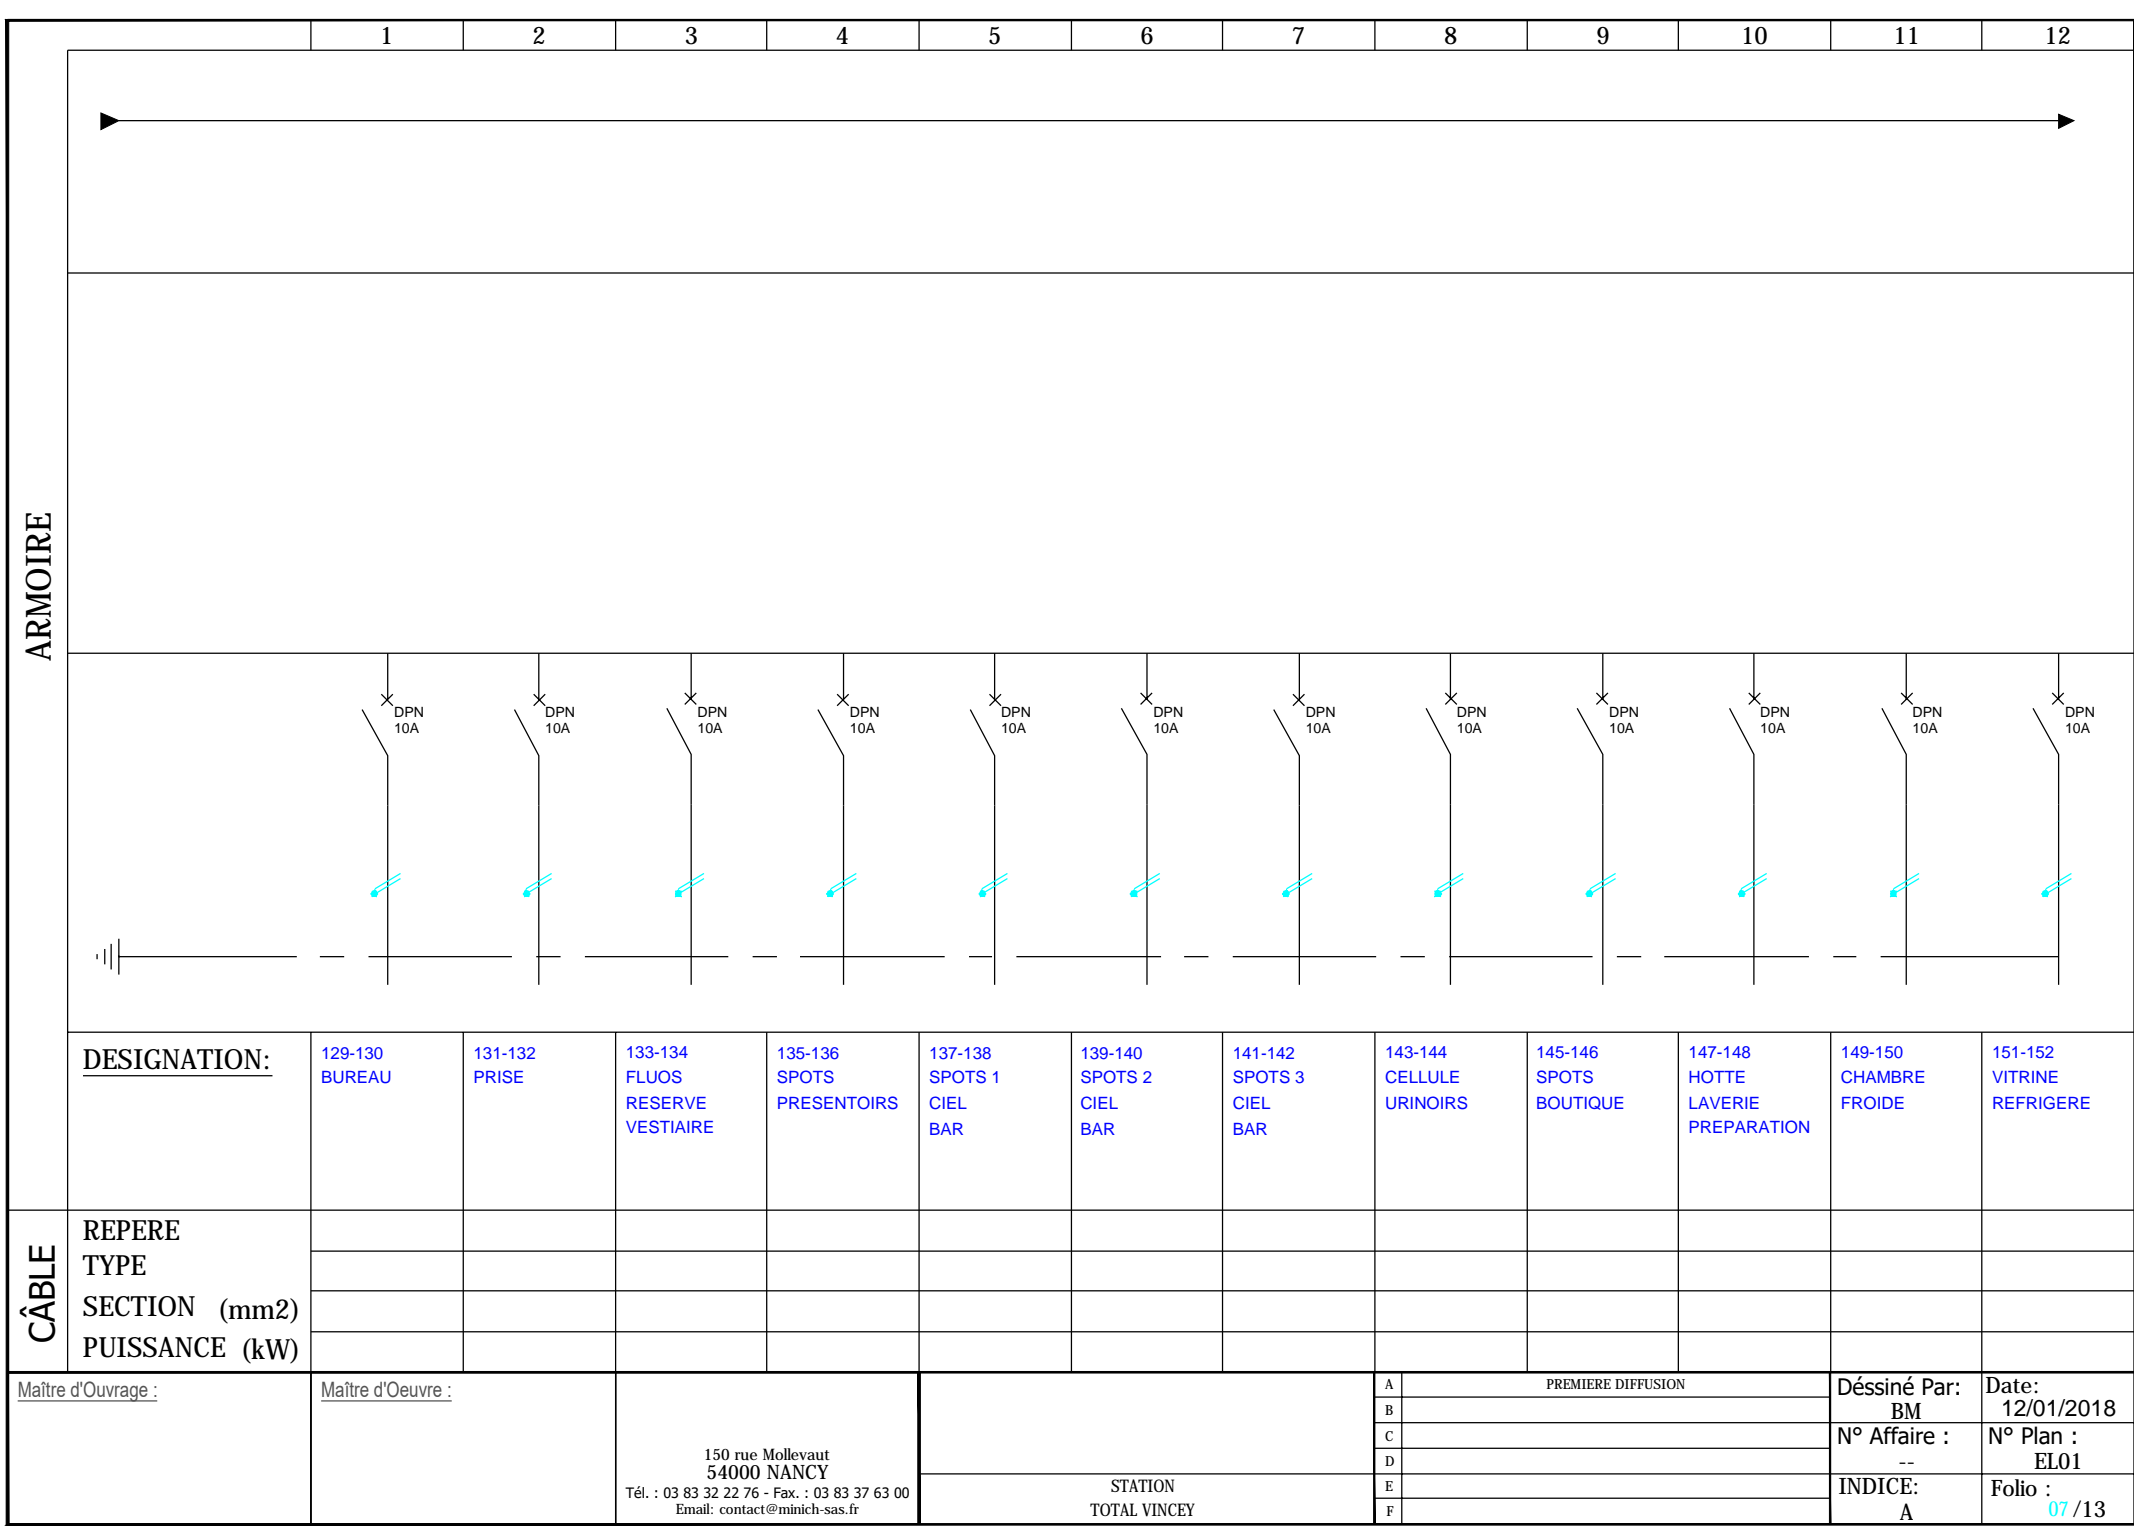 1 2 3 4 5 6 7 8 9 10 11 12
ARMOIRE
DPN DPN DPN DPN DPN DPN DPN DPN DPN DPN DPN DPN
10A 10A 10A 10A 10A 10A 10A 10A 10A 10A 10A 10A
DESIGNATION:
129-130
BUREAU
131-132
PRISE
133-134
FLUOS
RESERVE
VESTIAIRE
135-136
SPOTS
PRESENTOIRS
137-138
SPOTS 1
CIEL
BAR
139-140
SPOTS 2
CIEL
BAR
141-142
SPOTS 3
CIEL
BAR
143-144
CELLULE
URINOIRS
145-146
SPOTS
BOUTIQUE
147-148
HOTTE
LAVERIE
PREPARATION
149-150
CHAMBRE
FROIDE
151-152
VITRINE
REFRIGERE
CÂBLE
REPERE
TYPE
SECTION (mm2)
PUISSANCE (kW)
Maître d'Ouvrage :
Maître d'Oeuvre :
150 rue Mollevaut
54000 NANCY
Tél. : 03 83 32 22 76 - Fax. : 03 83 37 63 00
Email: contact@minich-sas.fr
STATION
TOTAL VINCEY
A PREMIERE DIFFUSION
B
C
D
E
F
Déssiné Par:
BM
Date:
12/01/2018
N° Affaire :
--
N° Plan :
EL01
INDICE:
A
Folio :
07 /13